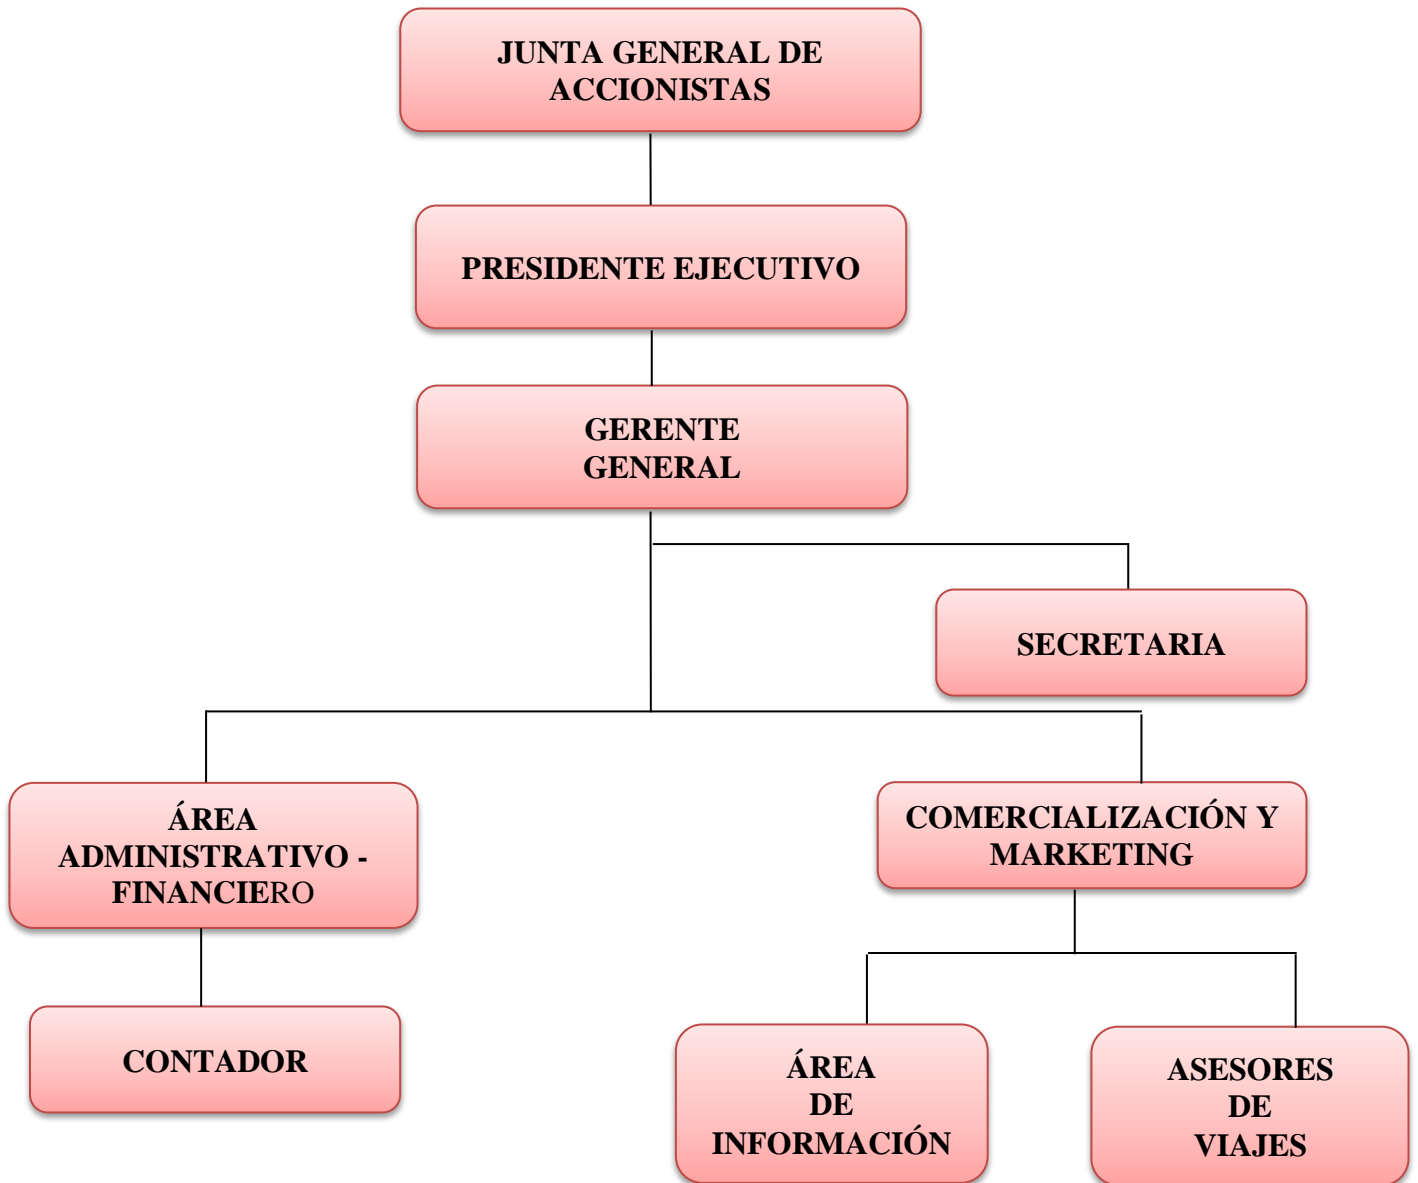 JUNTA GENERAL DE
ACCIONISTAS
PRESIDENTE EJECUTIVO
GERENTE
GENERAL
SECRETARIA
ÁREA
ADMINISTRATIVO -
FINANCIERO
COMERCIALIZACIÓN Y
MARKETING
CONTADOR
ÁREA
DE
INFORMACIÓN
ASESORES
DE
VIAJES